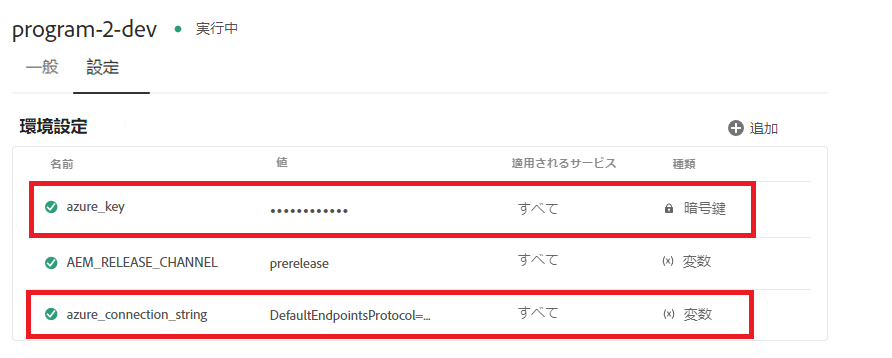 program-2-dev 実行中
一般 設定
環境設定 追加
名前 値 適用されるサービス 種類
azure_key •••••••••••• すべて 暗号鍵
AEM_RELEASE_CHANNEL prerelease すべて (x) 変数
azure_connection_string DefaultEndpointsProtocol=... すべて (x) 変数